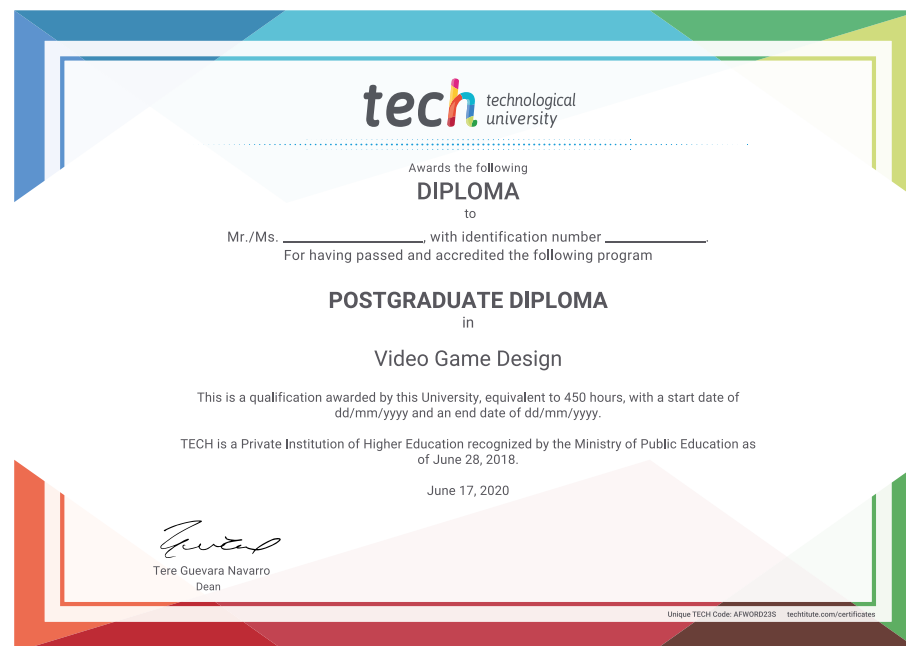 tech technological
university
Awards the following
DIPLOMA
to
Mr./Ms. ____________________, with identification number ______________.
For having passed and accredited the following program
POSTGRADUATE DIPLOMA
in
Video Game Design
This is a qualification awarded by this University, equivalent to 450 hours, with a start date of
dd/mm/yyyy and an end date of dd/mm/yyyy.
TECH is a Private Institution of Higher Education recognized by the Ministry of Public Education as
of June 28, 2018.
June 17, 2020
Tere Guevara Navarro
Dean
Unique TECH Code: AFWORD23S techtitute.com/certificates